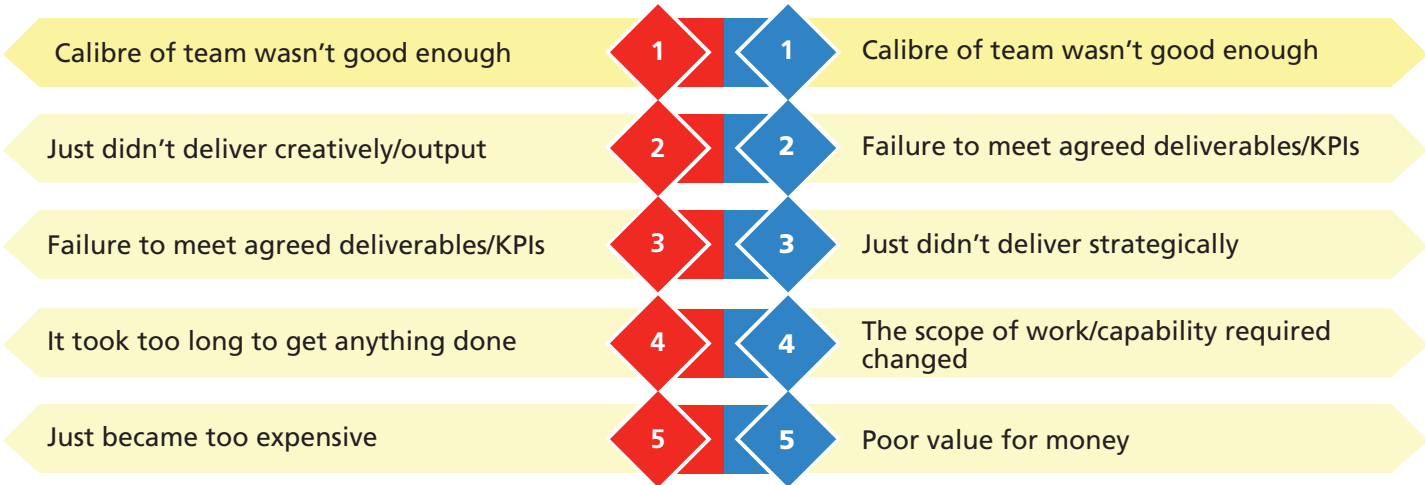 Calibre of team wasn't good enough 1 1 Calibre of team wasn't good enough
Just didn't deliver creatively/output 2 2 Failure to meet agreed deliverables/KPIs
Failure to meet agreed deliverables/KPIs 3 3 Just didn't deliver strategically
It took too long to get anything done 4 4 The scope of work/capability required
changed
Just became too expensive 5 5 Poor value for money